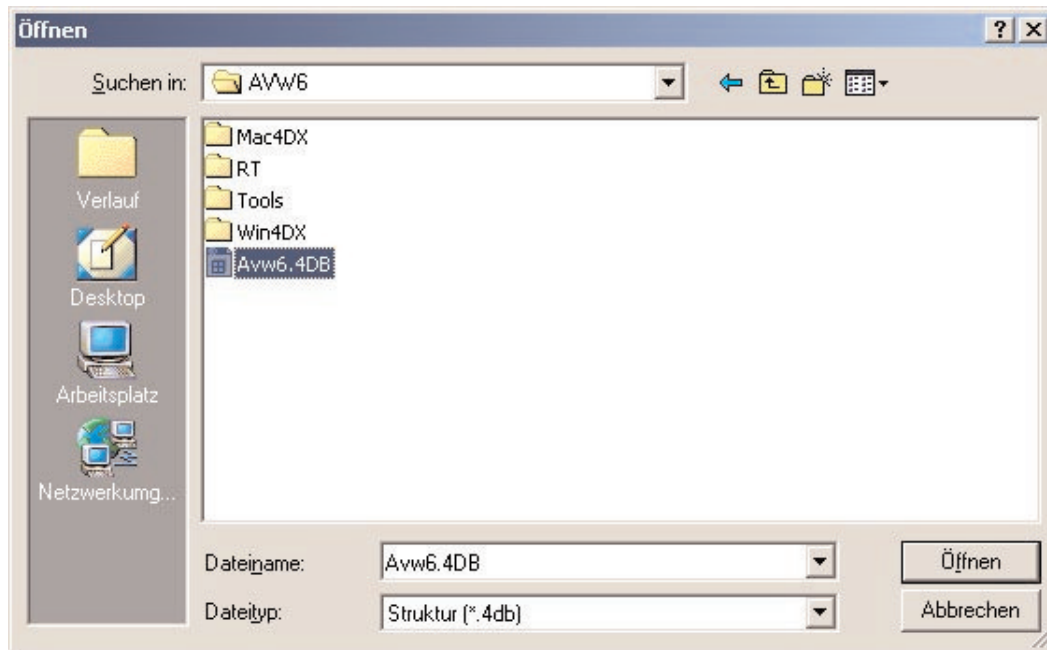 Öffnen
Suchen in: AVW6
Mac4DX
RT
Tools
Win4DX
Avw6.4DB
Verlauf
Desktop
Arbeitsplatz
Netzwerkumg...
Dateiname: Avw6.4DB Öffnen
Dateityp: Struktur (*.4db) Abbrechen